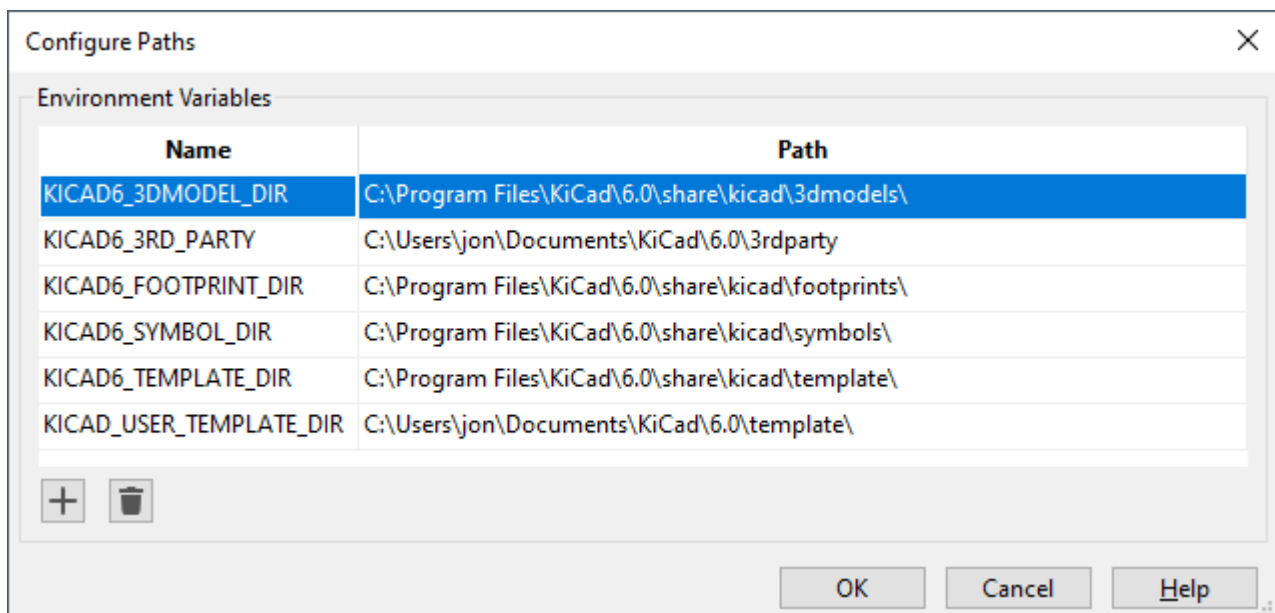 Configure Paths
Environment Variables
Name Path
KICAD6_3DMODEL_DIR C:\Program Files\KiCad\6.0\share\kicad\3dmodels\
KICAD6_3RD_PARTY C:\Users\jon\Documents\KiCad\6.0\3rdparty
KICAD6_FOOTPRINT_DIR C:\Program Files\KiCad\6.0\share\kicad\footprints\
KICAD6_SYMBOL_DIR C:\Program Files\KiCad\6.0\share\kicad\symbols\
KICAD6_TEMPLATE_DIR C:\Program Files\KiCad\6.0\share\kicad\template\
KICAD_USER_TEMPLATE_DIR C:\Users\jon\Documents\KiCad\6.0\template\
OK Cancel Help